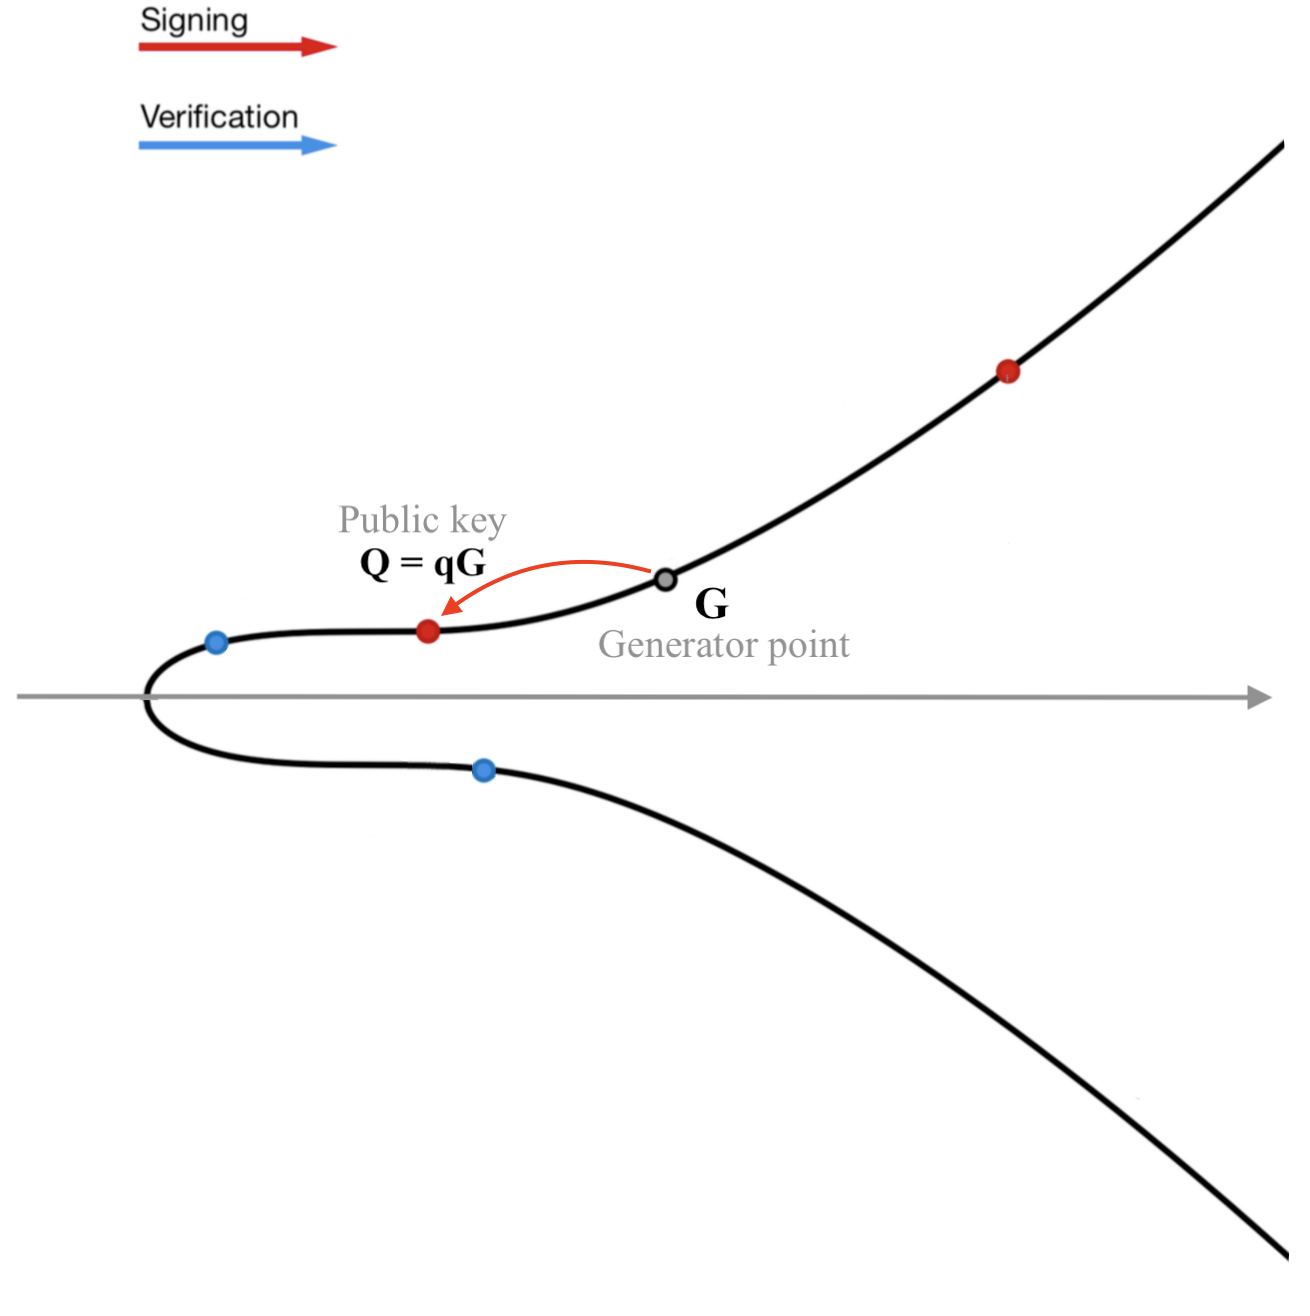 Signing
Verification
Public key
Q = qG
G
Generator point